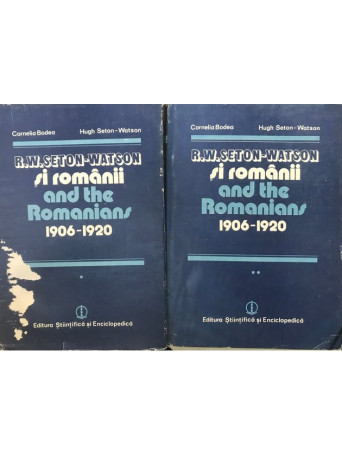 Cornelia Bodea Hugh Seton-Watson
R.W. SETON-WATSON
și românii
and the
Romanians
1906-1920
*
Editura Științifică și Enciclopedică
Cornelia Bodea Hugh Seton-Watson
R.W. SETON-WATSON
și românii
and the
Romanians
1906-1920
**
Editura Științifică și Enciclopedică